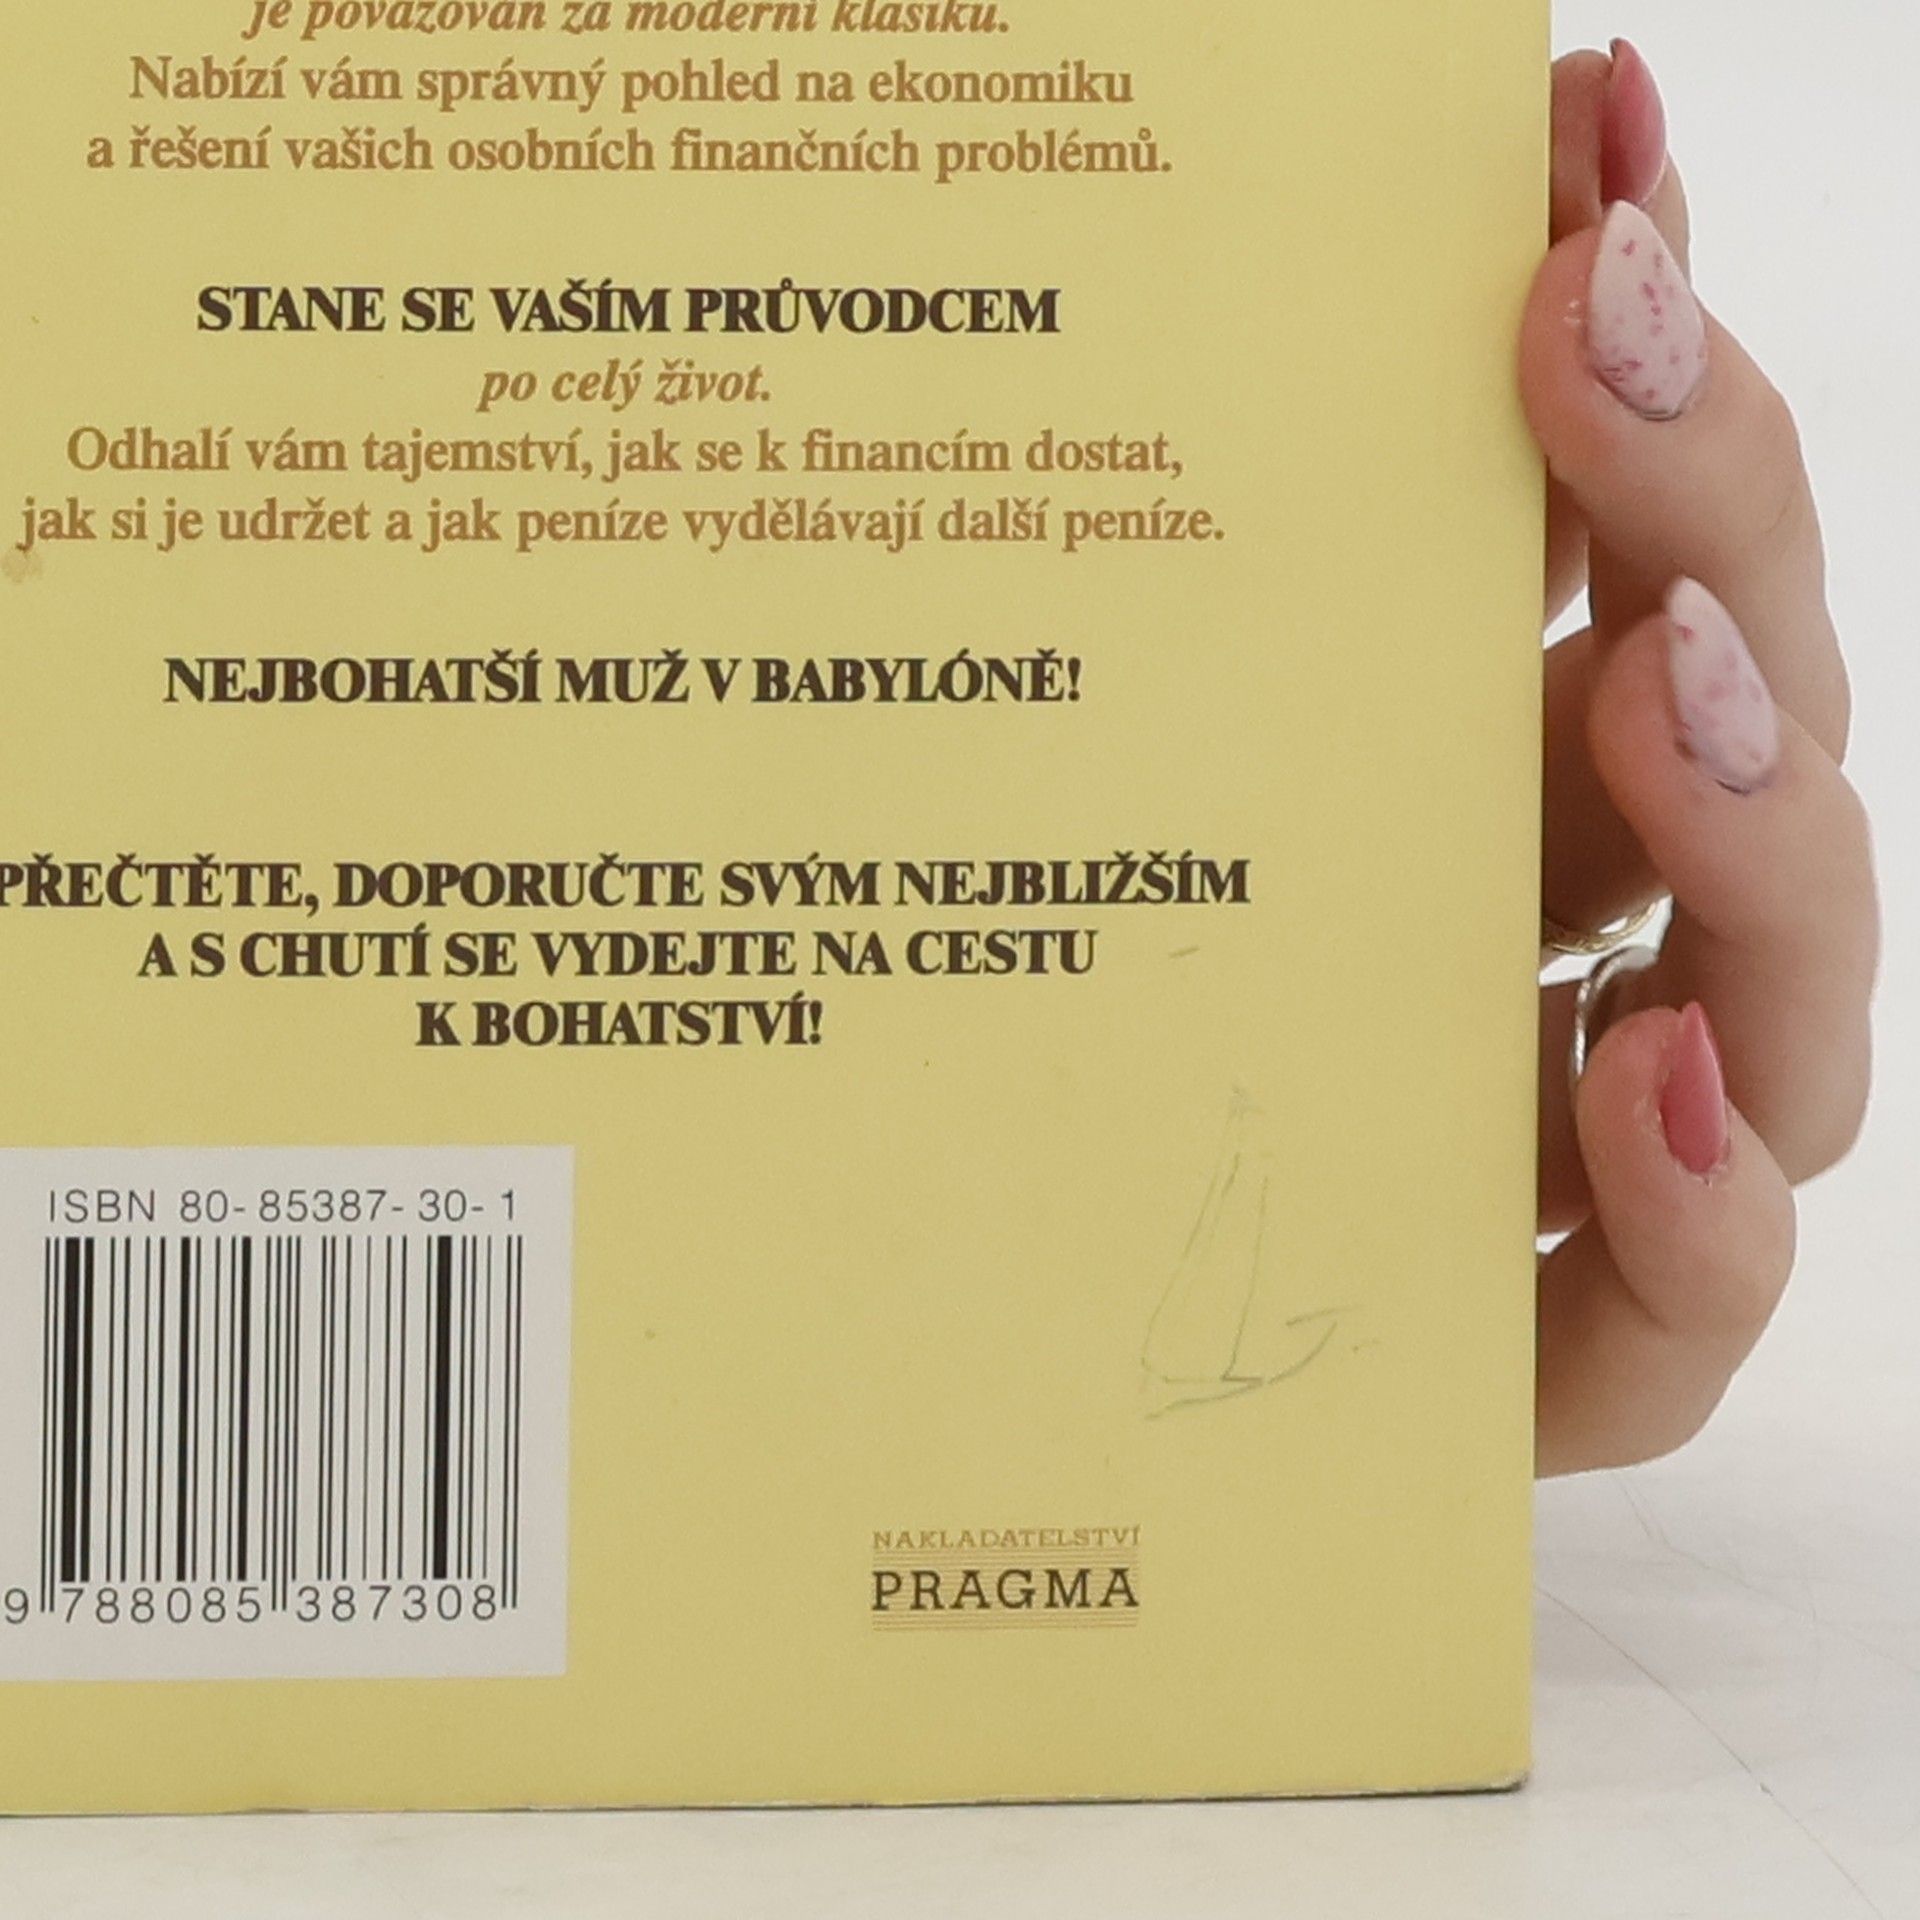 je považován za moderní klasiku.
Nabízí vám správný pohled na ekonomiku
a řešení vašich osobních finančních problémů.
STANE SE VAŠÍM PRŮVODCEM
po celý život.
Odhalí vám tajemství, jak se k financím dostat,
jak si je udržet a jak peníze vydělávají další peníze.
NEJBOHATŠÍ MUŽ V BABYLÓNĚ!
PŘEČTĚTE, DOPORUČTE SVÝM NEJBLIŽŠÍM
A S CHUTÍ SE VYDEJTE NA CESTU
K BOHATSTVÍ!
ISBN 80-85387-30-1
9 788085 387308
NAKLADATELSTVÍ
PRAGMA